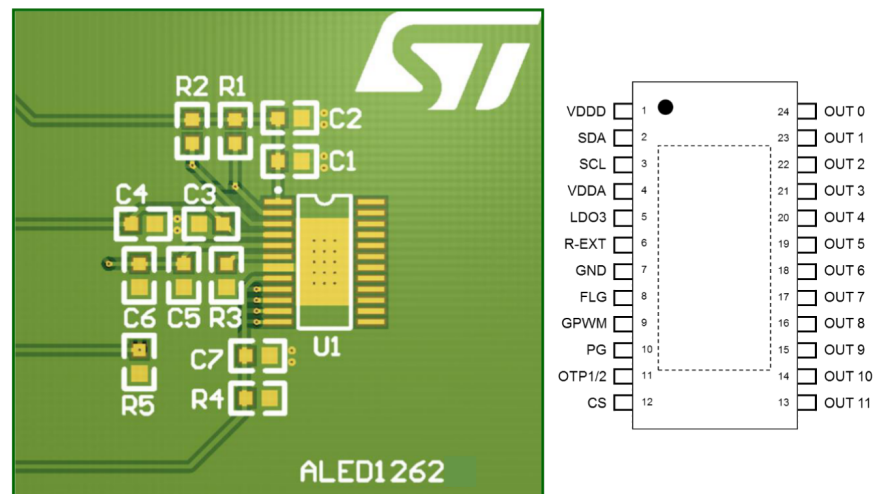 ST
R2 R1
C2
C1
C4 C3
C6 C5 R3
U1
C7
R5 R4
ALED1262
VDDD 1 24 OUT 0
SDA 2 23 OUT 1
SCL 3 22 OUT 2
VDDA 4 21 OUT 3
LDO3 5 20 OUT 4
R-EXT 6 19 OUT 5
GND 7 18 OUT 6
FLG 8 17 OUT 7
GPWM 9 16 OUT 8
PG 10 15 OUT 9
OTP1/2 11 14 OUT 10
CS 12 13 OUT 11